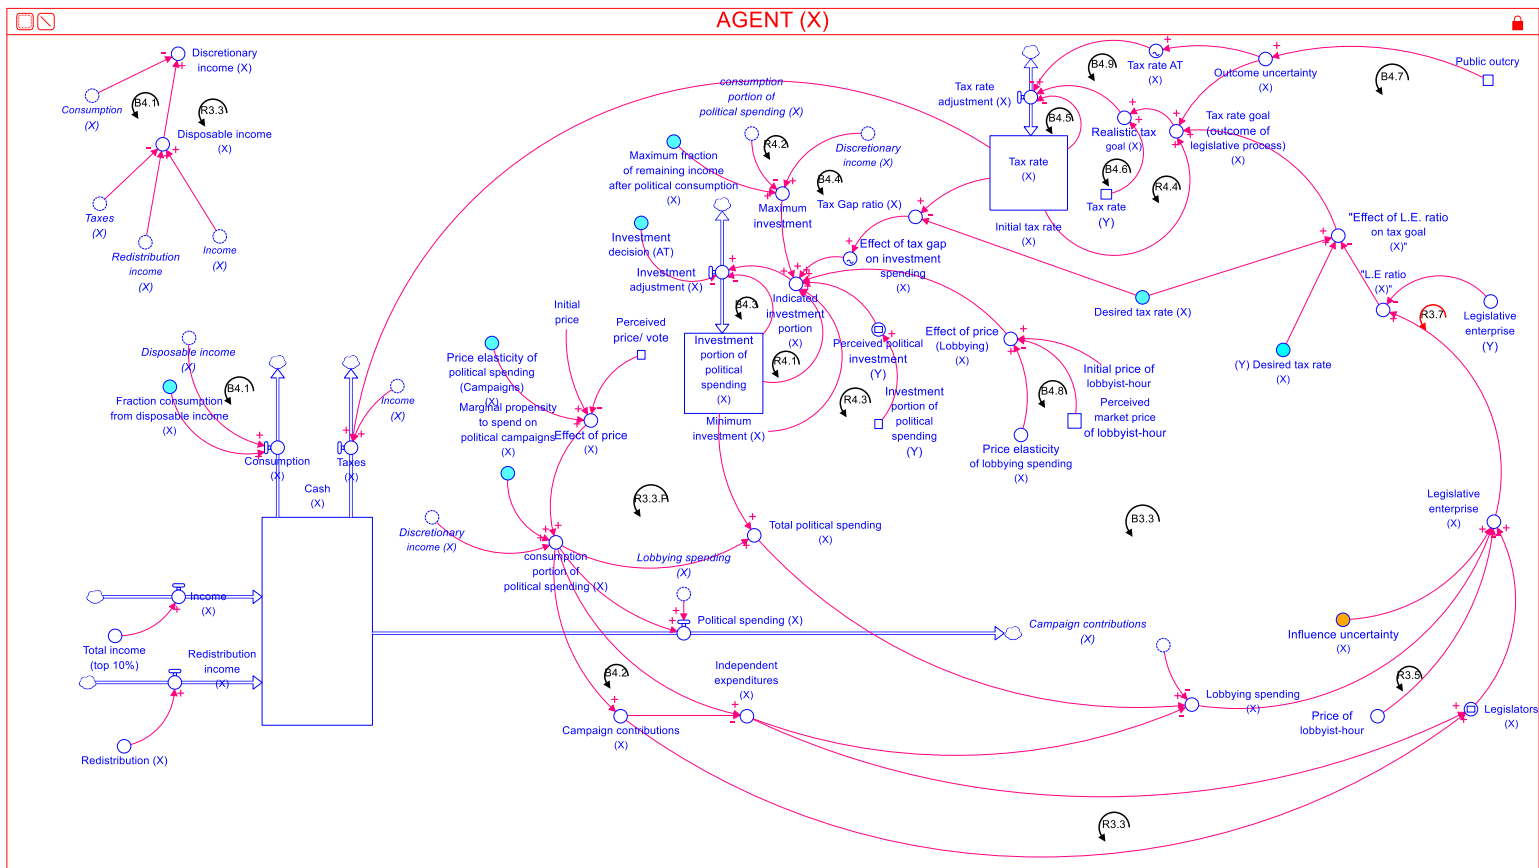 AGENT (X)
Discretionary
income (X)
Consumption
(X)
B4.1
R3.3
Disposable income
(X)
Taxes
(X)
Redistribution
income
(X)
Income
(X)
consumption
portion of
political spending (X)
R4.2
Discretionary
income (X)
Maximum fraction
of remaining income
after political consumption
(X)
B4.4
Maximum
investment
Tax Gap ratio (X)
Investment
decision (AT)
Investment
adjustment (X)
Effect of tax gap
on investment
spending
(X)
Indicated
investment
portion
(X)
B4.3
Investment
portion of
political
spending
(X)
R4.1
Minimum
investment (X)
Perceived political
investment
(Y)
R4.3
Investment
portion of
political
spending
(Y)
Effect of price
(Lobbying)
(X)
Initial price of
lobbyist-hour
B4.8
Perceived
market price
of lobbyist-hour
Price elasticity
of lobbying spending
(X)
Tax rate
adjustment (X)
B4.9
Tax rate AT
(X)
Outcome uncertainty
(X)
B4.7
Public outcry
B4.5
Realistic tax
goal (X)
Tax rate goal
(outcome of
legislative process)
(X)
Tax rate
(X)
B4.6
R4.4
Tax rate
(Y)
Initial tax rate
(X)
"Effect of L.E. ratio
on tax goal
(X)"
"L.E ratio
(X)"
Desired tax rate (X)
R3.7
Legislative
enterprise
(Y)
(Y) Desired tax rate
(X)
Initial
price
Perceived
price/ vote
Price elasticity of
political spending
(Campaigns)
(X)
Marginal propensity
to spend on
political campaigns
(X)
Effect of price
(X)
Disposable income
(X)
B4.1
Fraction consumption
from disposable income
(X)
Income
(X)
Consumption
(X)
Taxes
(X)
Cash
(X)
R3.3.P
Discretionary
income (X)
consumption
portion of
political spending (X)
Lobbying spending
(X)
Total political spending
(X)
B3.3
Legislative
enterprise
(X)
Income
(X)
Total income
(top 10%)
Redistribution
income
(X)
Redistribution (X)
Political spending (X)
Campaign contributions
(X)
Influence uncertainty
(X)
B4.2
Independent
expenditures
(X)
Campaign contributions
(X)
Lobbying spending
(X)
R3.5
Price of
lobbyist-hour
Legislators
(X)
R3.3